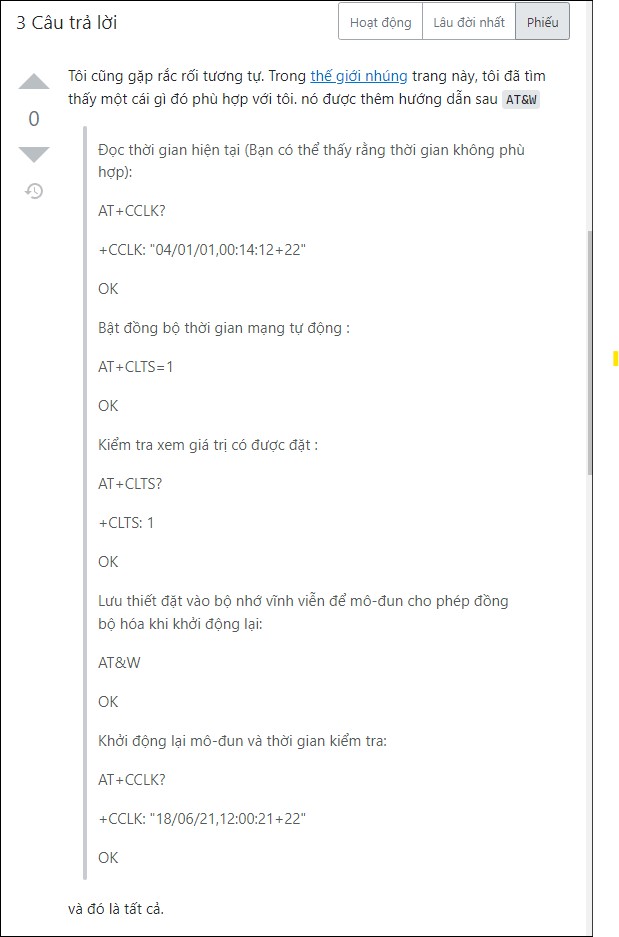 3 Câu trả lời
Hoạt động
Lâu đời nhất
Phiếu
Tôi cũng gặp rắc rối tương tự. Trong thế giới nhúng trang này, tôi đã tìm
thấy một cái gì đó phù hợp với tôi. nó được thêm hướng dẫn sau AT&W
0
Đọc thời gian hiện tại (Bạn có thể thấy rằng thời gian không phù
hợp):
AT+CCLK?
+CCLK: "04/01/01,00:14:12+22"
OK
Bật đồng bộ thời gian mạng tự động :
AT+CLTS=1
OK
Kiểm tra xem giá trị có được đặt :
AT+CLTS?
+CLTS: 1
OK
Lưu thiết đặt vào bộ nhớ vĩnh viễn để mô-đun cho phép đồng
bộ hóa khi khởi động lại:
AT&W
OK
Khởi động lại mô-đun và thời gian kiểm tra:
AT+CCLK?
+CCLK: "18/06/21,12:00:21+22"
OK
và đó là tất cả.